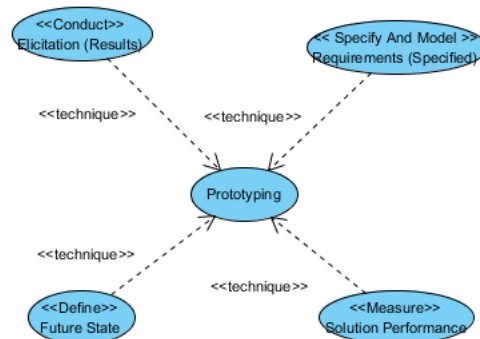 <<Conduct>>
Elicitation (Results)
<< Specify And Model >>
Requirements (Specified)
<<technique>>
<<technique>>
Prototyping
<<technique>>
<<technique>>
<<Define>>
Future State
<<Measure>>
Solution Performance